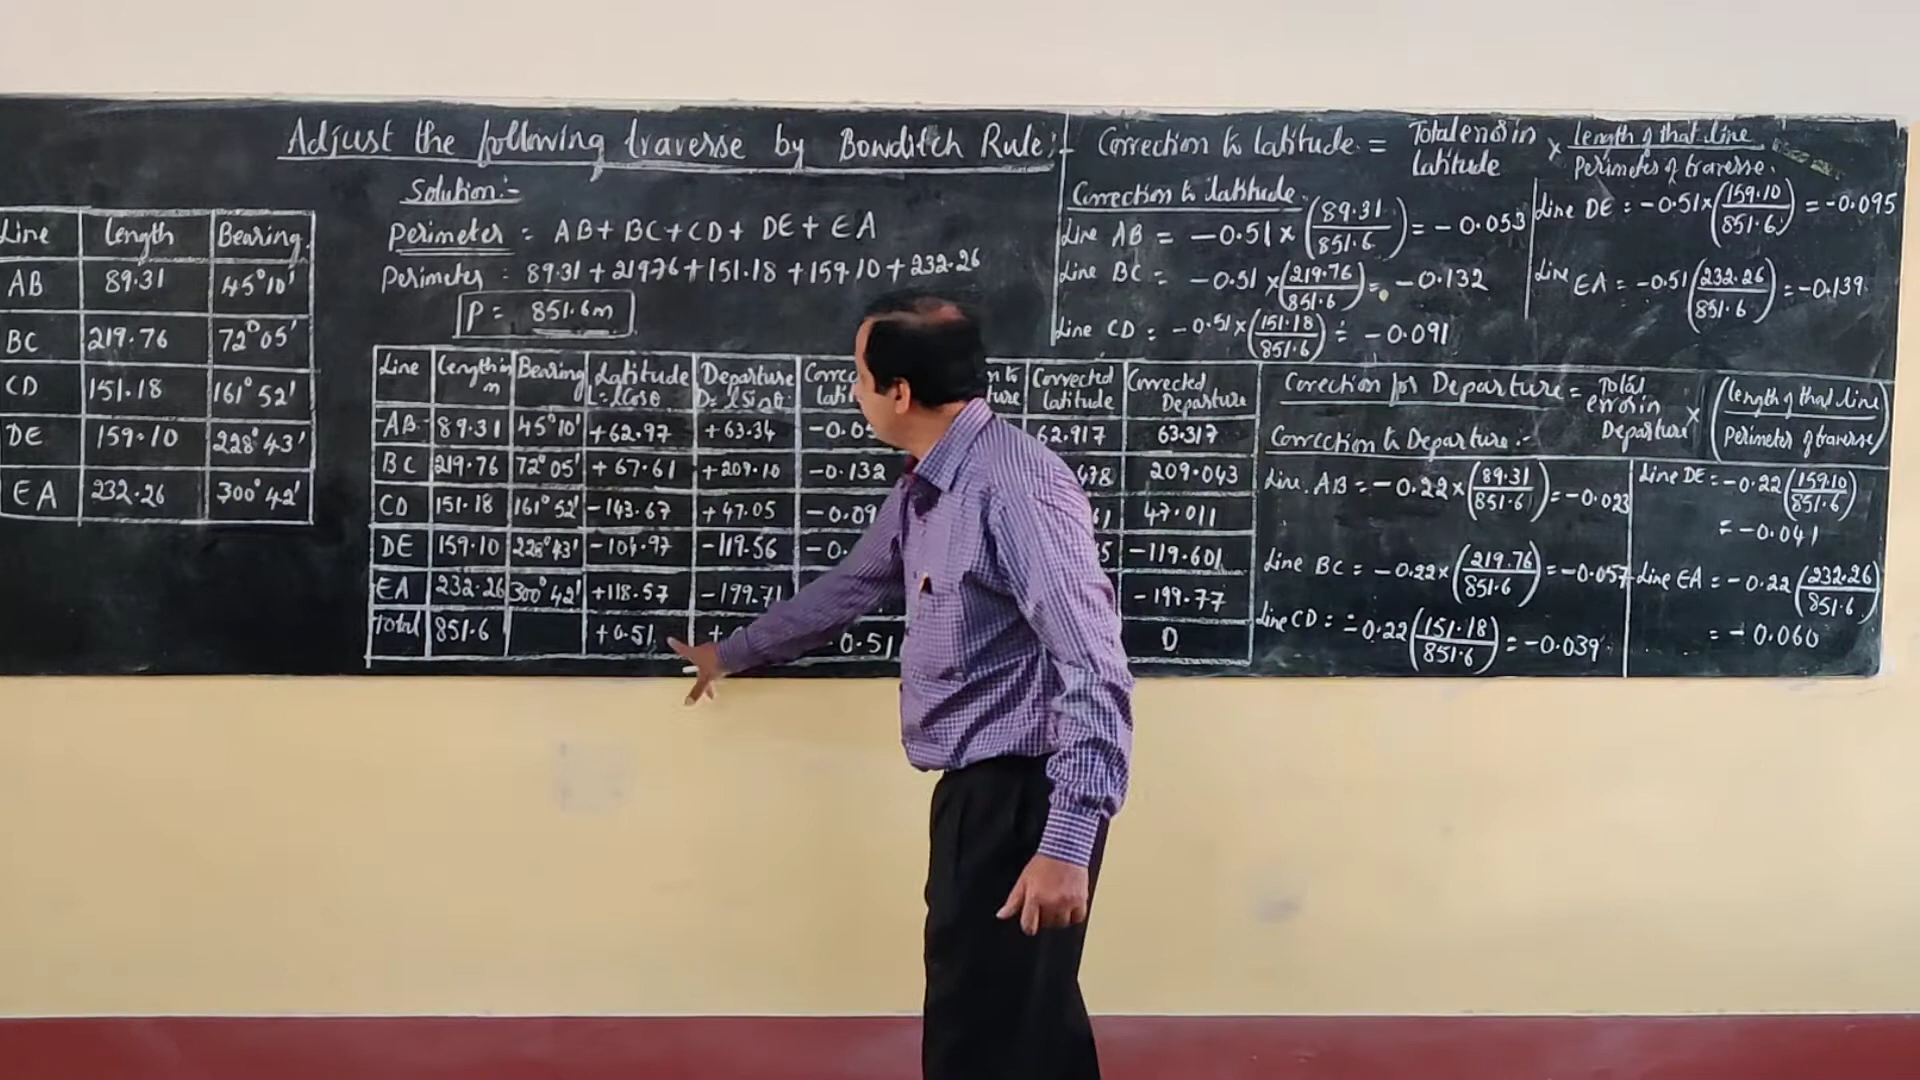 Adjust the following traverse by Bowditch Rule:-
Line Length Bearing.
AB 89.31 45°10'
BC 219.76 72°05'
CD 151.18 161°52'
DE 159.10 228°43'
EA 232.26 300°42'
Solution:-
Perimeter = AB+ BC+CD+ DE+ EA
Perimeter = 89.31 + 219.76 + 151.18 + 159.10 + 232.26
P = 851.6m
Line Length in m Bearing Latitude L=lCosθ Departure D=lSinθ Corrected Latitude Corrected Departure
AB 89.31 45°10' +62.97 +63.34 62.917 63.317
BC 219.76 72°05' +67.61 +209.10 -0.132 209.043
CD 151.18 161°52' -143.67 +47.05 47.011
DE 159.10 228°43' -104.97 -119.56 -119.601
EA 232.26 300°42' +118.57 -199.71 -199.77
Total 851.6 +0.51 0.51 0
Correction to latitude = Total error in latitude × length of that line / Perimeter of traverse.
Correction to latitude.
Line AB = -0.51 × (89.31/851.6) = -0.053
Line BC = -0.51 × (219.76/851.6) = -0.132
Line CD = -0.51 × (151.18/851.6) = -0.091
Line DE = -0.51 × (159.10/851.6) = -0.095
Line EA = -0.51 (232.26/851.6) = -0.139
Correction for Departure = Total error in Departure × (length of that line / Perimeter of traverse)
Correction to Departure:-
Line AB = -0.22 × (89.31/851.6) = -0.023
Line BC = -0.22 × (219.76/851.6) = -0.057
Line CD = -0.22 (151.18/851.6) = -0.039
Line DE = -0.22 (159.10/851.6)
= -0.041
Line EA = -0.22 (232.26/851.6)
= -0.060